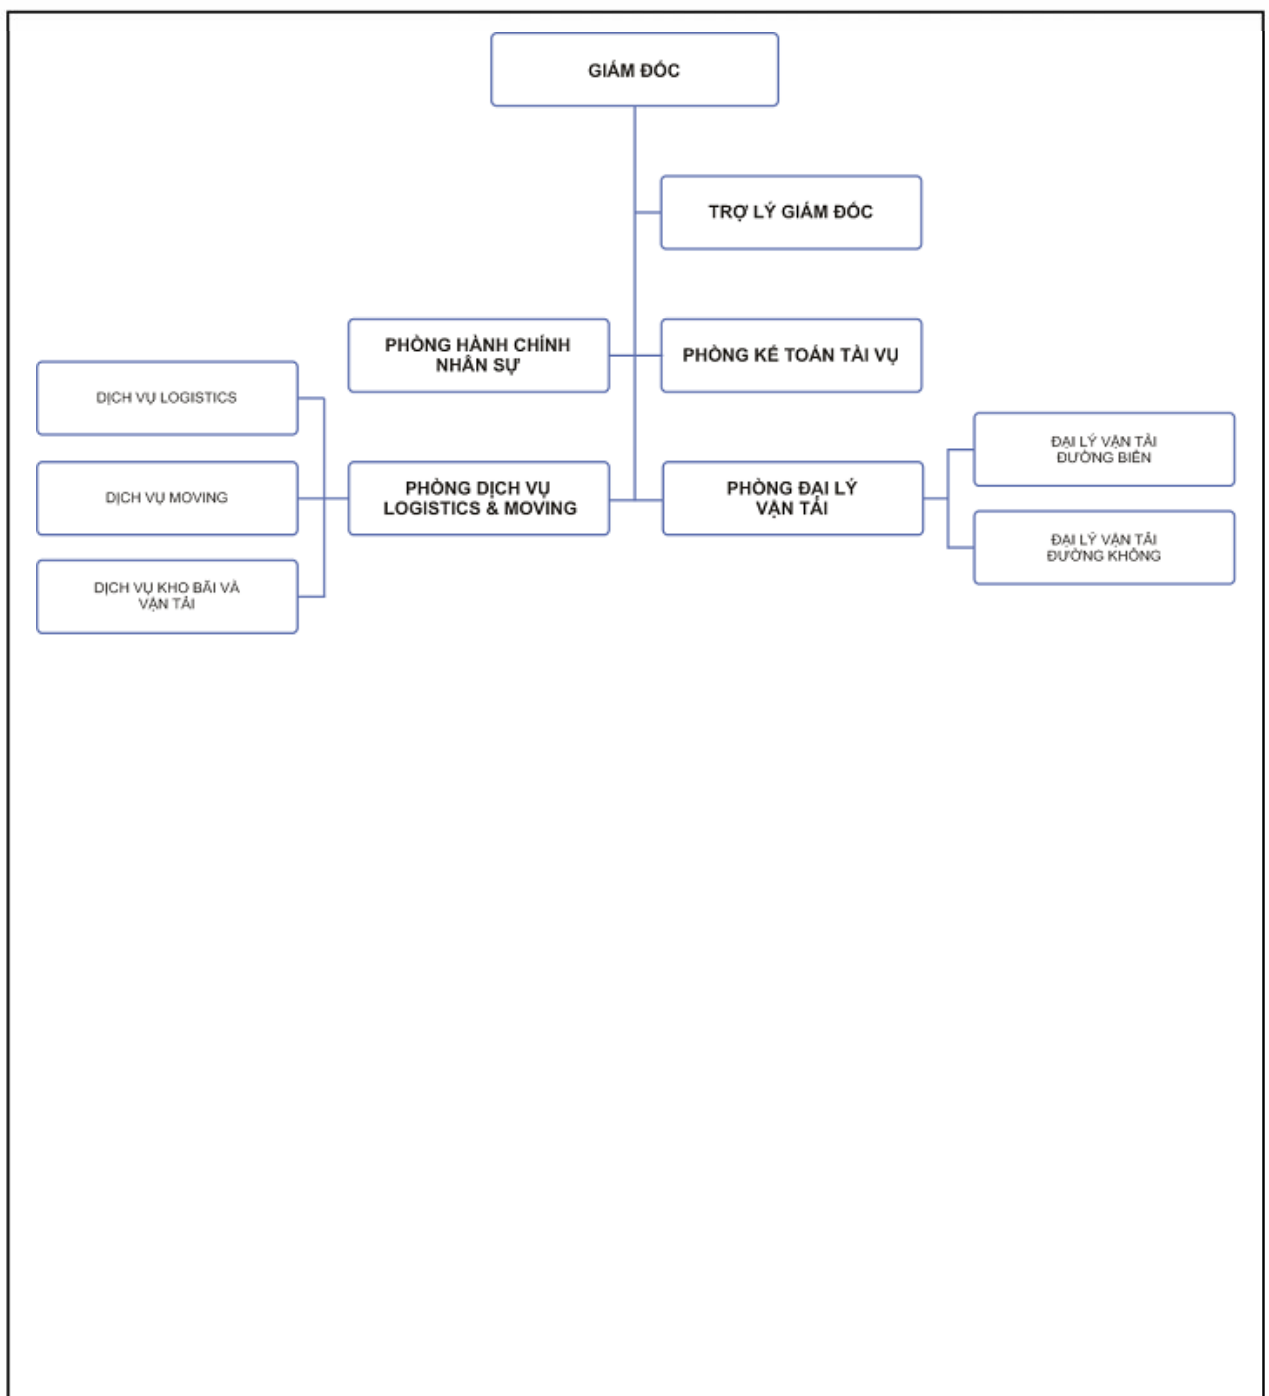 GIÁM ĐỐC
TRỢ LÝ GIÁM ĐỐC
PHÒNG HÀNH CHÍNH
NHÂN SỰ
PHÒNG KẾ TOÁN TÀI VỤ
DỊCH VỤ LOGISTICS
DỊCH VỤ MOVING
DỊCH VỤ KHO BÃI VÀ
VẬN TẢI
PHÒNG DỊCH VỤ
LOGISTICS & MOVING
PHÒNG ĐẠI LÝ
VẬN TẢI
ĐẠI LÝ VẬN TẢI
ĐƯỜNG BIỂN
ĐẠI LÝ VẬN TẢI
ĐƯỜNG KHÔNG